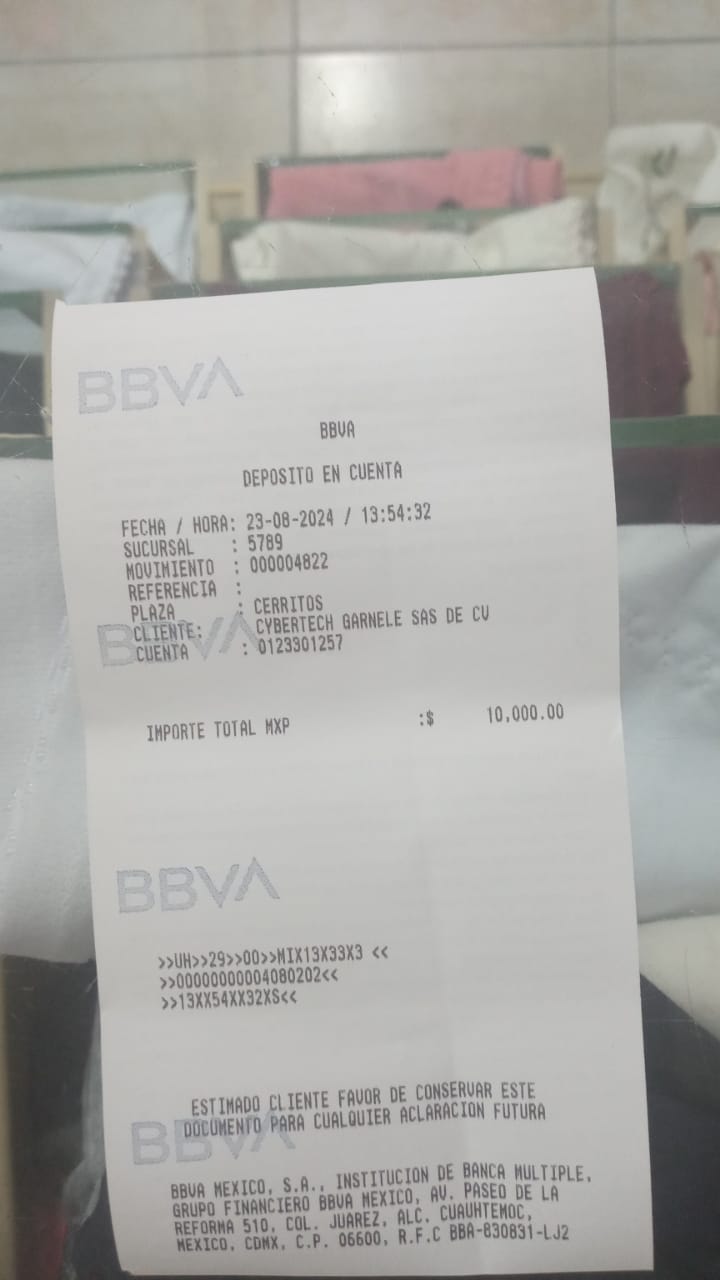 BBVA
BBVA
DEPOSITO EN CUENTA
FECHA / HORA: 23-08-2024 / 13:54:32
SUCURSAL : 5789
MOVIMIENTO : 000004822
REFERENCIA :
PLAZA : CERRITOS
BBVA
CLIENTE: CYBERTECH GARNELE SAS DE CV
CUENTA : 0123301257
IMPORTE TOTAL MXP :$ 10,000.00
BBVA
>>UH>>29>>00>>MIX13X33X3 <<
>>00000000004080202<<
>>13XX54XX32XS<<
ESTIMADO CLIENTE FAVOR DE CONSERVAR ESTE
DOCUMENTO PARA CUALQUIER ACLARACION FUTURA
BBVA
BBVA MEXICO, S.A., INSTITUCION DE BANCA MULTIPLE,
GRUPO FINANCIERO BBVA MEXICO, AV. PASEO DE LA
REFORMA 510, COL. JUAREZ, ALC. CUAUHTEMOC,
MEXICO, CDMX, C.P. 06600, R.F.C BBA-830831-LJ2